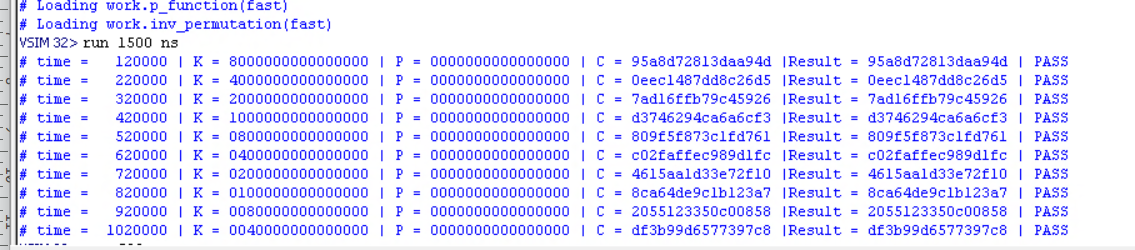 # Loading work.p_function(fast)
# Loading work.inv_permutation(fast)
VSIM 32> run 1500 ns
# time =    120000 | K = 8000000000000000 | P = 0000000000000000 | C = 95a8d72813daa94d |Result = 95a8d72813daa94d | PASS
# time =    220000 | K = 4000000000000000 | P = 0000000000000000 | C = 0eec1487dd8c26d5 |Result = 0eec1487dd8c26d5 | PASS
# time =    320000 | K = 2000000000000000 | P = 0000000000000000 | C = 7ad16ffb79c45926 |Result = 7ad16ffb79c45926 | PASS
# time =    420000 | K = 1000000000000000 | P = 0000000000000000 | C = d3746294ca6a6cf3 |Result = d3746294ca6a6cf3 | PASS
# time =    520000 | K = 0800000000000000 | P = 0000000000000000 | C = 809f5f873c1fd761 |Result = 809f5f873c1fd761 | PASS
# time =    620000 | K = 0400000000000000 | P = 0000000000000000 | C = c02faffec989d1fc |Result = c02faffec989d1fc | PASS
# time =    720000 | K = 0200000000000000 | P = 0000000000000000 | C = 4615aa1d33e72f10 |Result = 4615aa1d33e72f10 | PASS
# time =    820000 | K = 0100000000000000 | P = 0000000000000000 | C = 8ca64de9c1b123a7 |Result = 8ca64de9c1b123a7 | PASS
# time =    920000 | K = 0080000000000000 | P = 0000000000000000 | C = 2055123350c00858 |Result = 2055123350c00858 | PASS
# time =   1020000 | K = 0040000000000000 | P = 0000000000000000 | C = df3b99d6577397c8 |Result = df3b99d6577397c8 | PASS